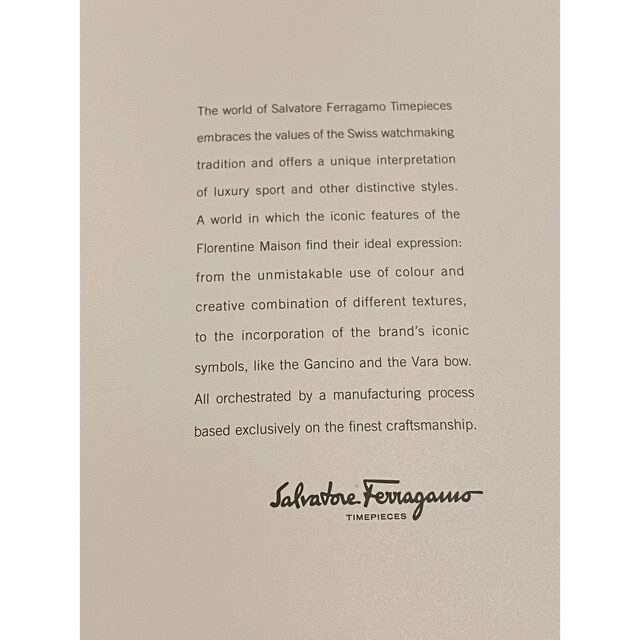 The world of Salvatore Ferragamo Timepieces
embraces the values of the Swiss watchmaking
tradition and offers a unique interpretation
of luxury sport and other distinctive styles.
A world in which the iconic features of the
Florentine Maison find their ideal expression:
from the unmistakable use of colour and
creative combination of different textures,
to the incorporation of the brand's iconic
symbols, like the Gancino and the Vara bow.
All orchestrated by a manufacturing process
based exclusively on the finest craftsmanship.
Salvatore Ferragamo
TIMEPIECES